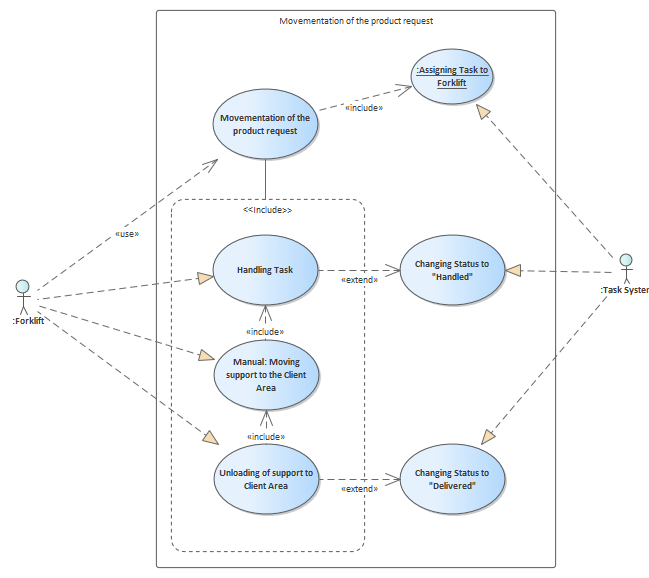 Movementation of the product request
:Assigning Task to
Forklift
Movementation of the
product request
«include»
<<Include>>
«use»
Handling Task
«extend»
Changing Status to
"Handled"
:Task System
:Forklift
«include»
Manual: Moving
support to the Client
Area
«include»
Unloading of support to
Client Area
«extend»
Changing Status to
"Delivered"